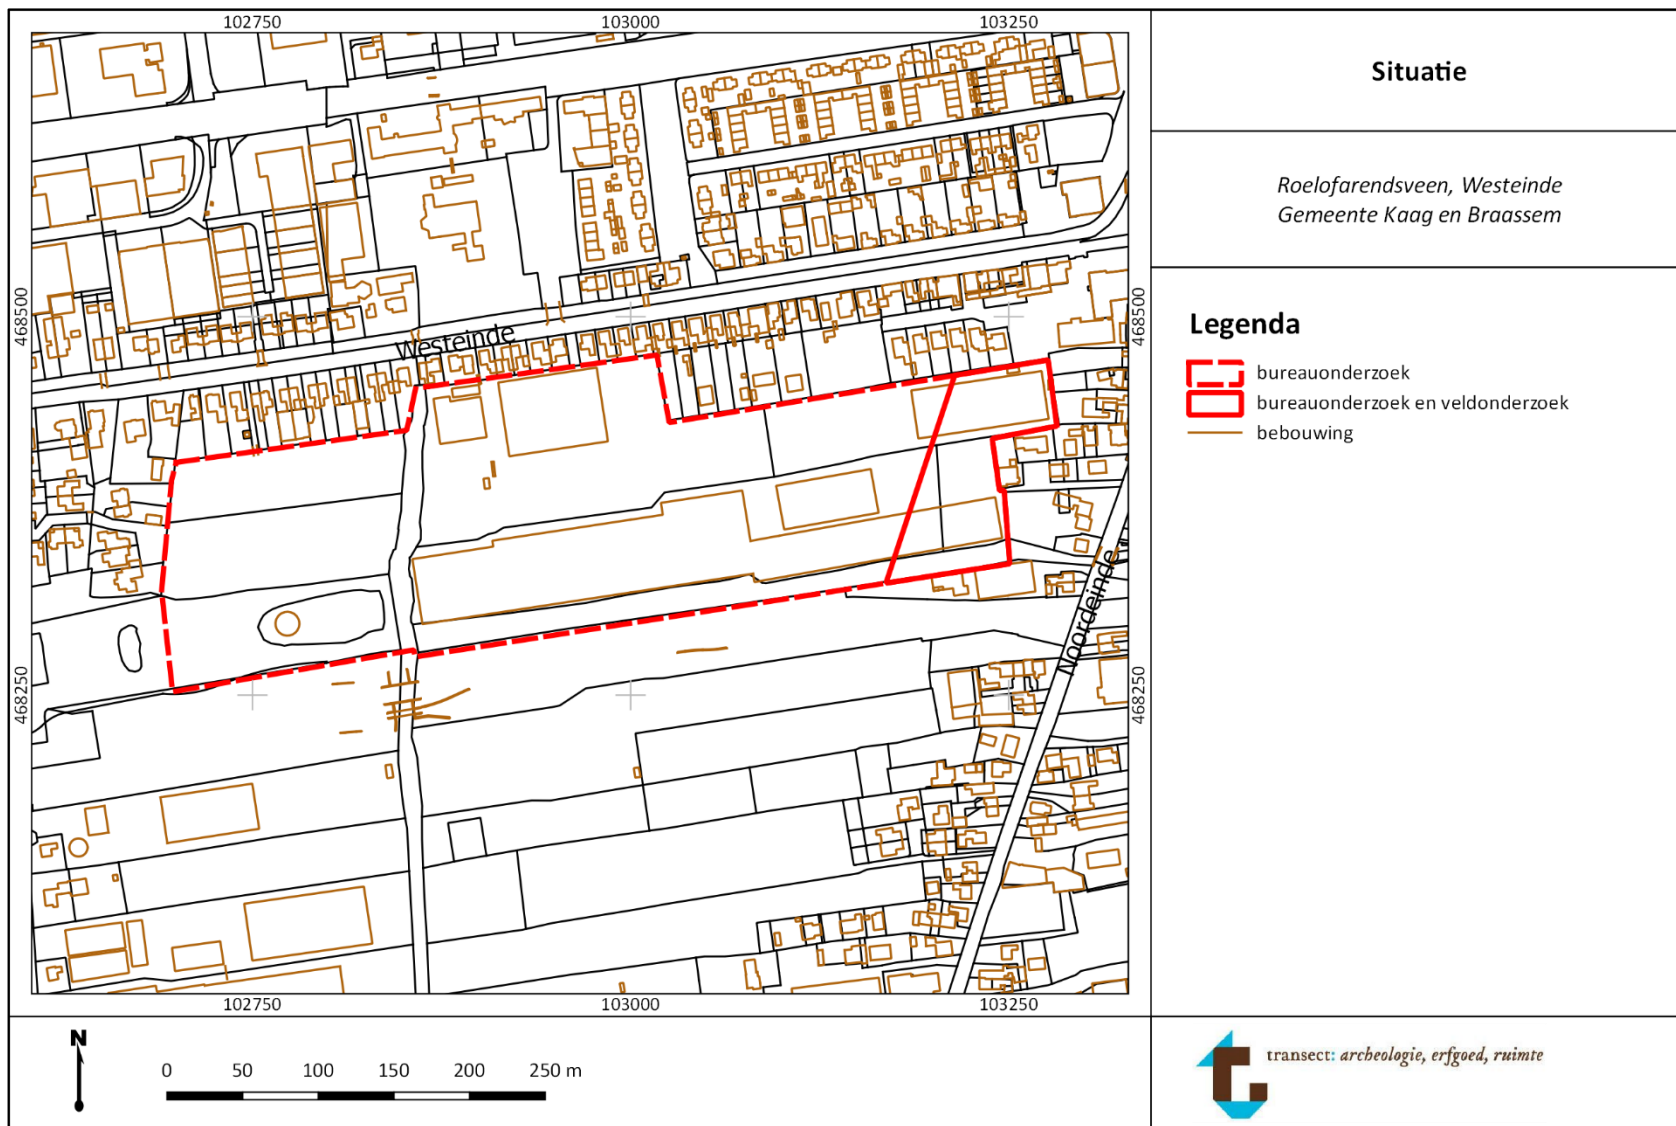 102750 103000 103250
468500 468500
Westeinde
Noordeinde
468250 468250
102750 103000 103250
Situatie
Roelofarendsveen, Westeinde
Gemeente Kaag en Braassem
Legenda
bureauonderzoek
bureauonderzoek en veldonderzoek
bebouwing
N
0 50 100 150 200 250 m
transect: archeologie, erfgoed, ruimte